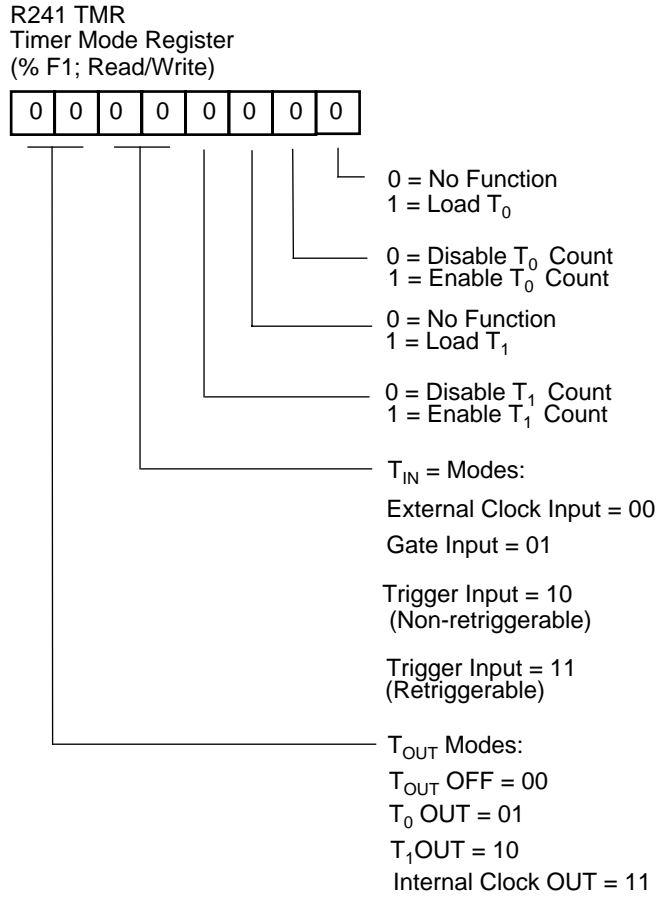 R241 TMR
Timer Mode Register
(% F1; Read/Write)
0 0 0 0 0 0 0 0
0 = No Function
1 = Load T0
0 = Disable T0 Count
1 = Enable T0 Count
0 = No Function
1 = Load T1
0 = Disable T1 Count
1 = Enable T1 Count
TIN = Modes:
External Clock Input = 00
Gate Input = 01
Trigger Input = 10
(Non-retriggerable)
Trigger Input = 11
(Retriggerable)
TOUT Modes:
TOUT OFF = 00
T0 OUT = 01
T1OUT = 10
Internal Clock OUT = 11